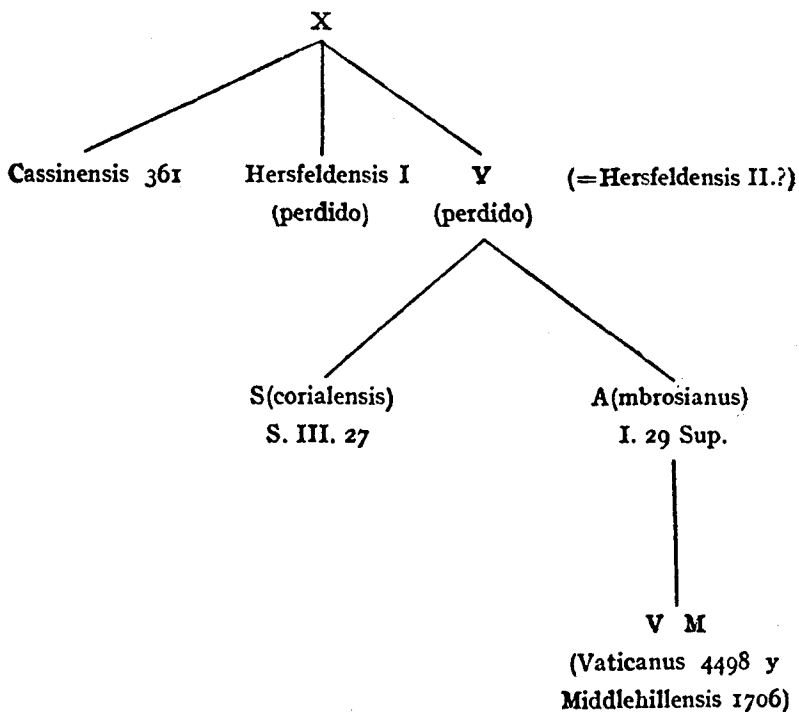 X
Cassinensis 361 Hersfeldensis I Y (=Hersfeldensis II.?)
(perdido) (perdido)
S(corialensis) A(mbrosianus)
S. III. 27 I. 29 Sup.
V M
(Vaticanus 4498 y
Middlehillensis 1706)